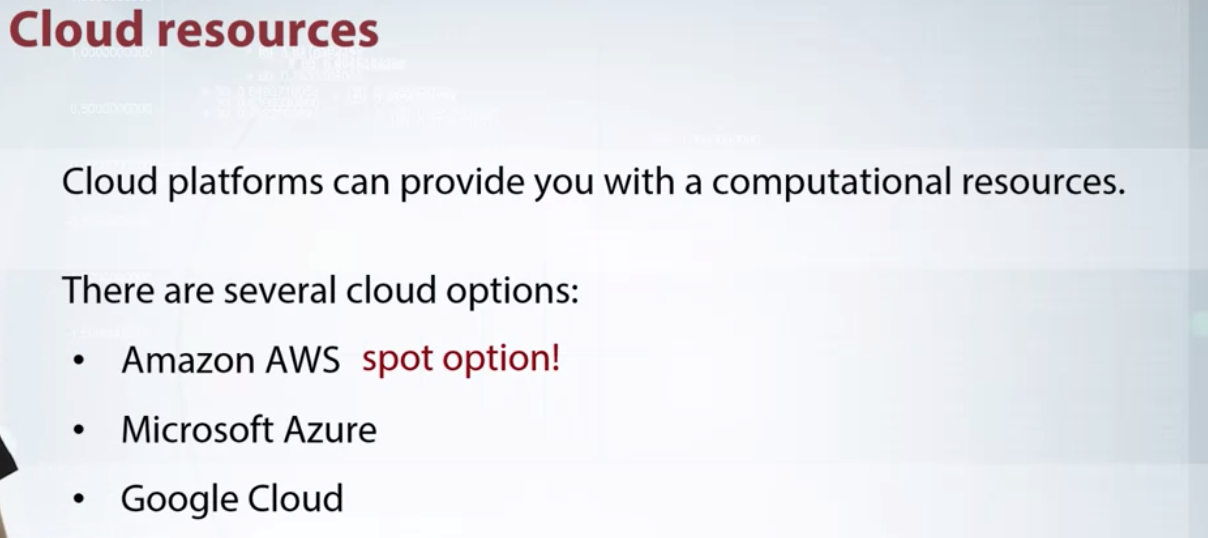 Cloud resources
Cloud platforms can provide you with a computational resources.
There are several cloud options:
• Amazon AWS spot option!
• Microsoft Azure
• Google Cloud